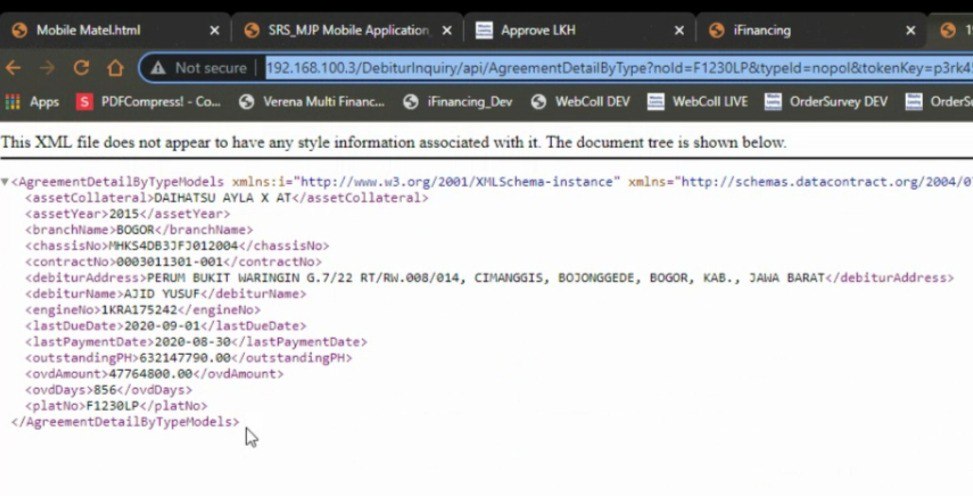 Mobile Matel.html
SRS_MJP Mobile Application
Approve LKH
iFinancing
Not secure 192.168.100.3/DebiturInquiry/api/AgreementDetailByType?noId=F1230LP&typeId=nopol&tokenKey=p3rk45
Apps PDFCompress! - Co... Verena Multi Financ... iFinancing_Dev WebColl DEV WebColl LIVE OrderSurvey DEV OrderS
This XML file does not appear to have any style information associated with it. The document tree is shown below.
<AgreementDetailByTypeModels xmlns:i="http://www.w3.org/2001/XMLSchema-instance" xmlns="http://schemas.datacontract.org/2004/0
<assetCollateral>DAIHATSU AYLA X AT</assetCollateral>
<assetYear>2015</assetYear>
<branchName>BOGOR</branchName>
<chassisNo>MHKS4DB3JFJ012004</chassisNo>
<contractNo>0003011301-001</contractNo>
<debiturAddress>PERUM BUKIT WARINGIN G.7/22 RT/RW.008/014, CIMANGGIS, BOJONGGEDE, BOGOR, KAB., JAWA BARAT</debiturAddress>
<debiturName>AJID YUSUF</debiturName>
<engineNo>1KRA175242</engineNo>
<lastDueDate>2020-09-01</lastDueDate>
<lastPaymentDate>2020-08-30</lastPaymentDate>
<outstandingPH>632147790.00</outstandingPH>
<ovdAmount>47764800.00</ovdAmount>
<ovdDays>856</ovdDays>
<platNo>F1230LP</platNo>
</AgreementDetailByTypeModels>